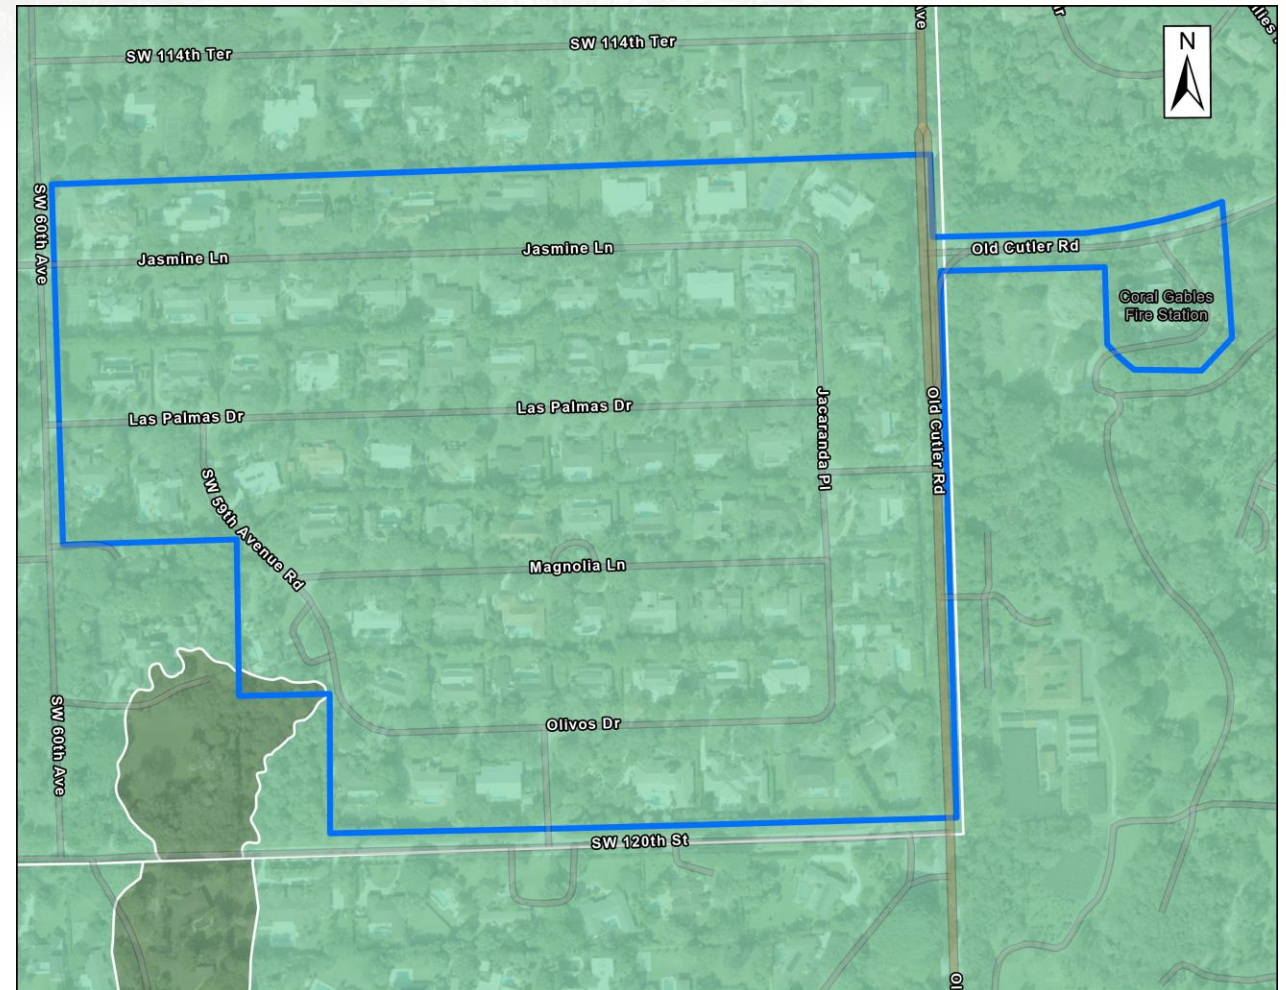 SW 114th Ter
SW 114th Ter
Ave
N
SW 60th Ave
Jasmine Ln
Jasmine Ln
Old Cutler Rd
Coral Gables
Fire Station
Las Palmas Dr
Las Palmas Dr
Jacaranda Pl
Old Cutler Rd
SW 59th Avenue Rd
Magnolia Ln
SW 60th Ave
Olivos Dr
SW 120th St